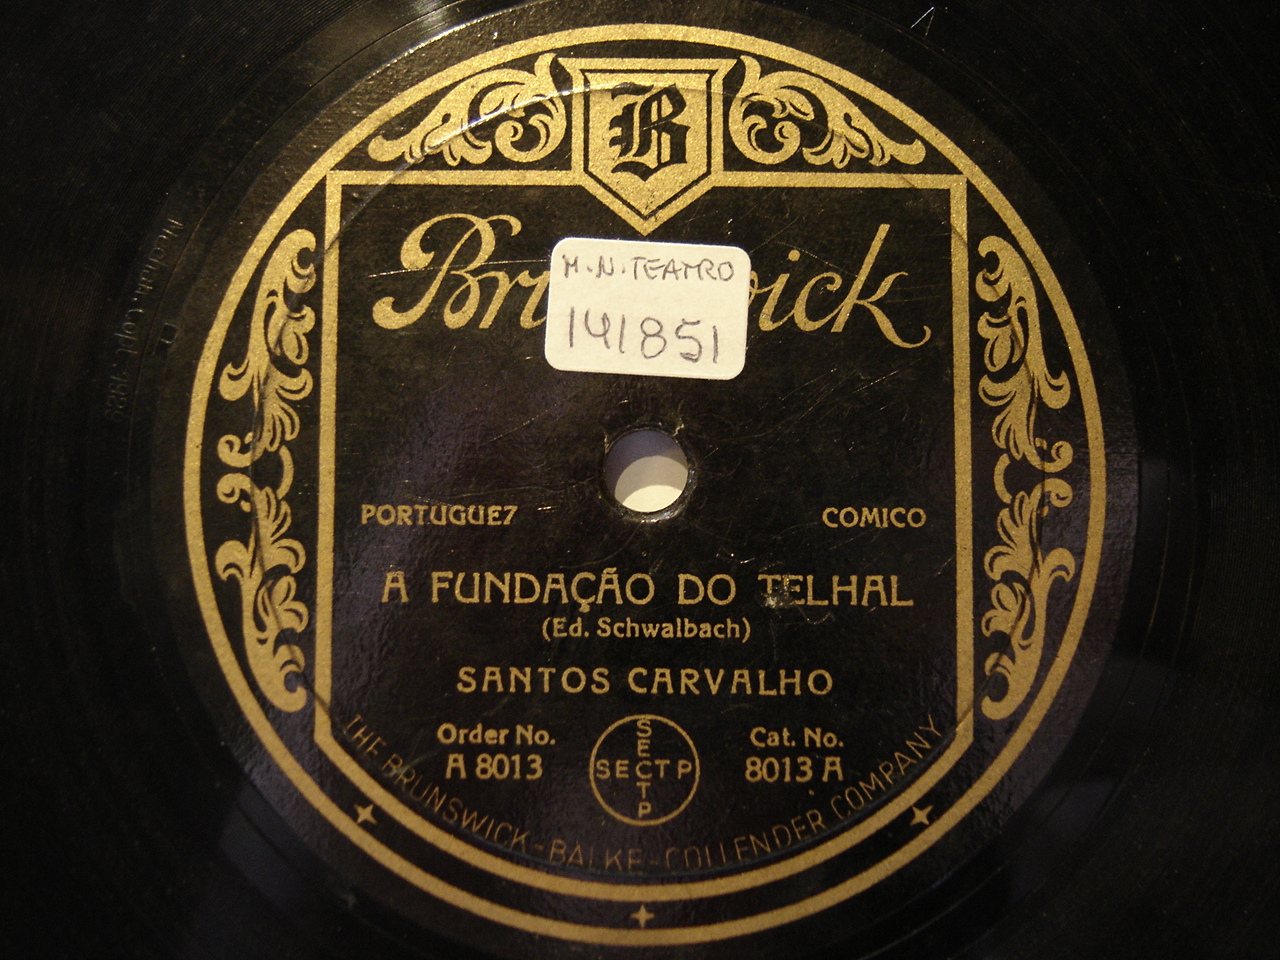 B
Brunswick
M.N.TEATRO
141851
PORTUGUEZ
COMICO
A FUNDAÇÃO DO TELHAL
(Ed. Schwalbach)
SANTOS CARVALHO
Order No.
A 8013
SECTP
SECTP
Cat. No.
8013 A
THE BRUNSWICK-BALKE-COLLENDER COMPANY